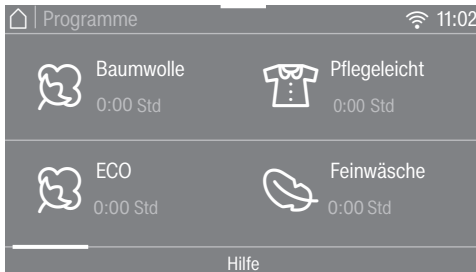 Programme
11:02
Baumwolle
0:00 Std
Pflegeleicht
0:00 Std
ECO
0:00 Std
Feinwäsche
0:00 Std
Hilfe